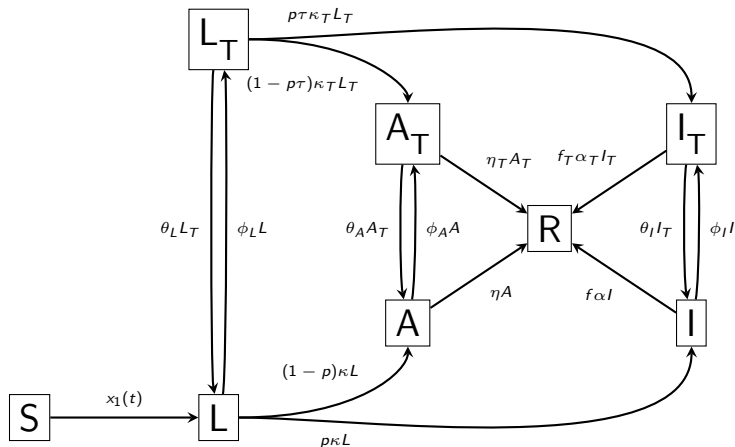 pτκ_T L_T
L_T
(1 − pτ)κ_T L_T
A_T
I_T
η_T A_T
f_T α_T I_T
θ_L L_T
ϕ_L L
θ_A A_T
ϕ_A A
R
θ_I I_T
ϕ_I I
ηA
fαI
A
I
(1 − p)κL
x_1(t)
S
L
pκL